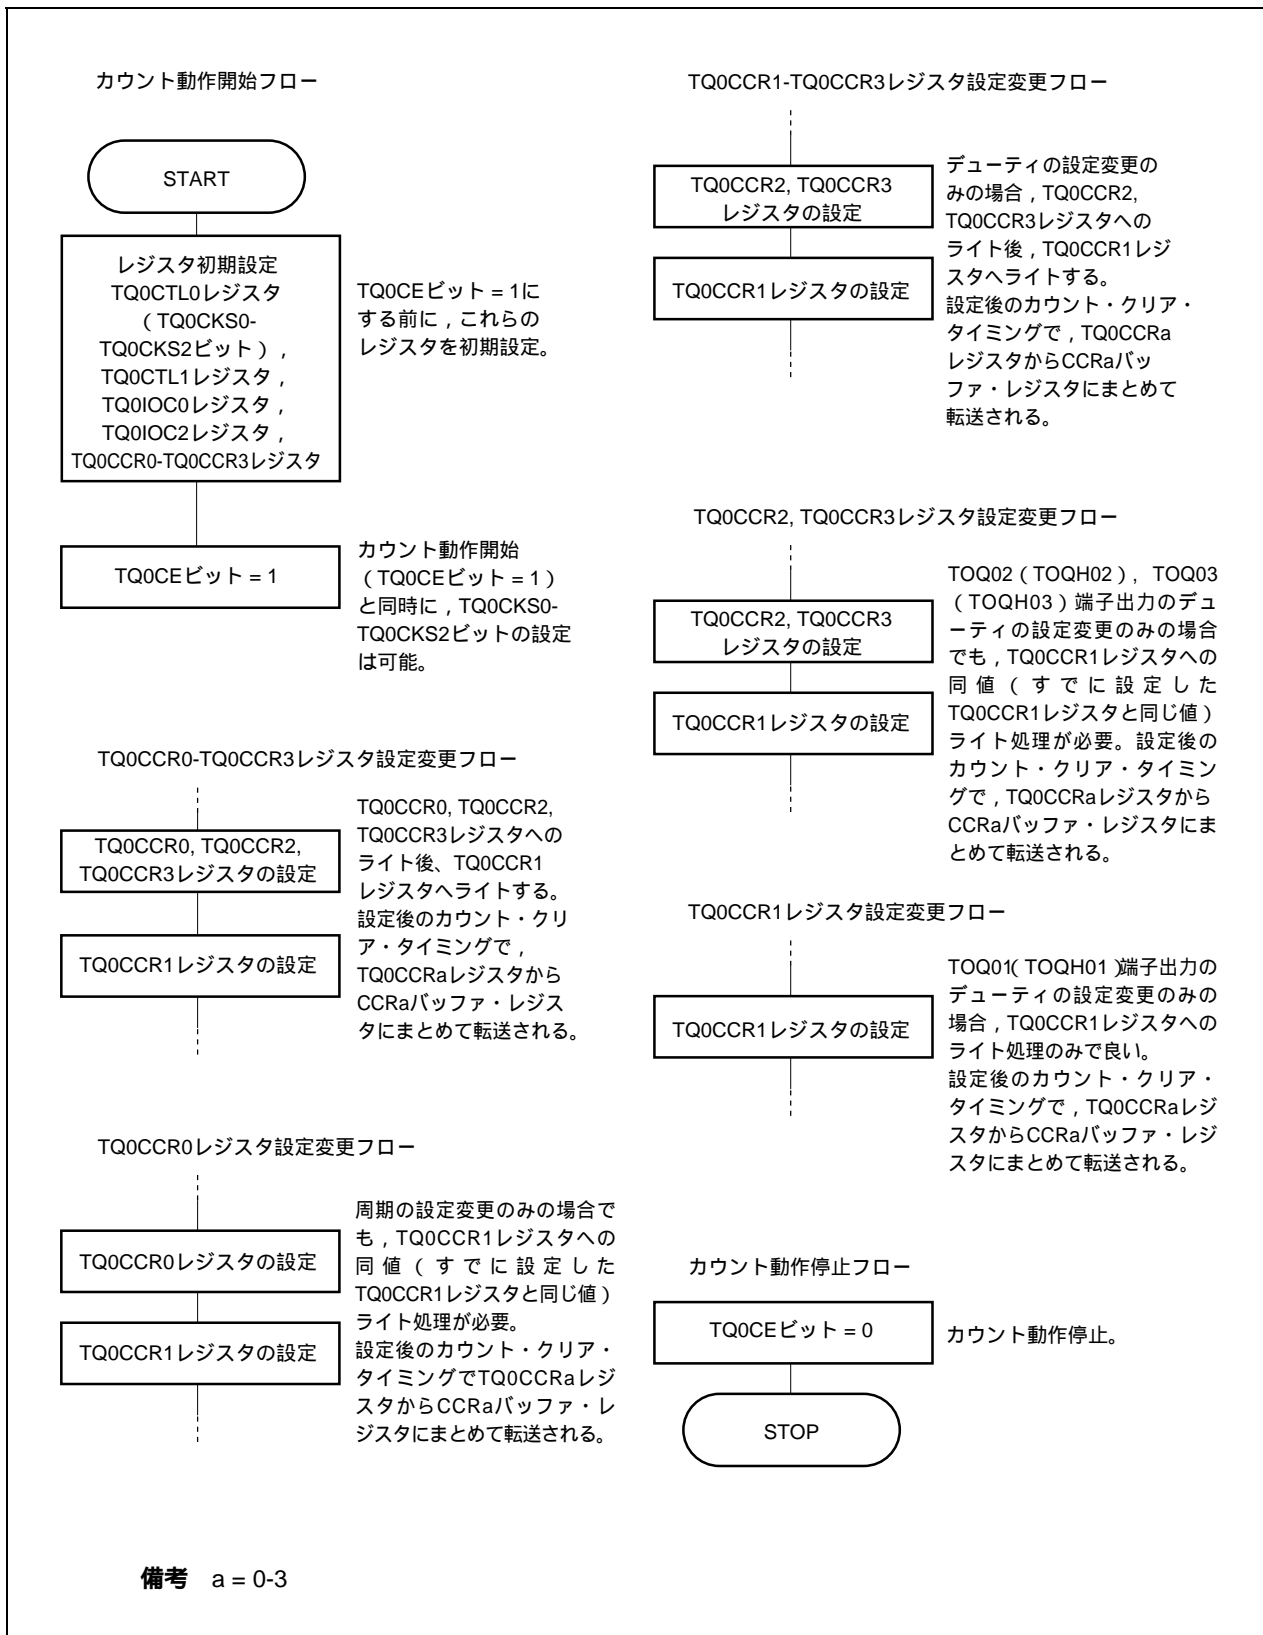 カウント動作開始フロー
START
レジスタ初期設定
TQ0CTL0レジスタ
（TQ0CKS0-
TQ0CKS2ビット），
TQ0CTL1レジスタ，
TQ0IOC0レジスタ，
TQ0IOC2レジスタ，
TQ0CCR0-TQ0CCR3レジスタ
TQ0CEビット = 1に
する前に，これらの
レジスタを初期設定。
TQ0CEビット = 1
カウント動作開始
（TQ0CEビット = 1）
と同時に，TQ0CKS0-
TQ0CKS2ビットの設定
は可能。
TQ0CCR0-TQ0CCR3レジスタ設定変更フロー
TQ0CCR0, TQ0CCR2,
TQ0CCR3レジスタの設定
TQ0CCR1レジスタの設定
TQ0CCR0, TQ0CCR2,
TQ0CCR3レジスタへの
ライト後、TQ0CCR1
レジスタへライトする。
設定後のカウント・クリ
ア・タイミングで，
TQ0CCRaレジスタから
CCRaバッファ・レジス
タにまとめて転送される。
TQ0CCR0レジスタ設定変更フロー
TQ0CCR0レジスタの設定
TQ0CCR1レジスタの設定
周期の設定変更のみの場合で
も，TQ0CCR1レジスタへの
同値（すでに設定した
TQ0CCR1レジスタと同じ値）
ライト処理が必要。
設定後のカウント・クリア・
タイミングでTQ0CCRaレジ
スタからCCRaバッファ・レ
ジスタにまとめて転送される。
TQ0CCR1-TQ0CCR3レジスタ設定変更フロー
TQ0CCR2, TQ0CCR3
レジスタの設定
TQ0CCR1レジスタの設定
デューティの設定変更の
みの場合，TQ0CCR2,
TQ0CCR3レジスタへの
ライト後，TQ0CCR1レジ
スタへライトする。
設定後のカウント・クリア・
タイミングで，TQ0CCRa
レジスタからCCRaバッ
ファ・レジスタにまとめて
転送される。
TQ0CCR2, TQ0CCR3レジスタ設定変更フロー
TQ0CCR2, TQ0CCR3
レジスタの設定
TQ0CCR1レジスタの設定
TOQ02（TOQH02），TOQ03
（TOQH03）端子出力のデュ
ーティの設定変更のみの場合
でも，TQ0CCR1レジスタへの
同値（すでに設定した
TQ0CCR1レジスタと同じ値）
ライト処理が必要。設定後の
カウント・クリア・タイミン
グで，TQ0CCRaレジスタから
CCRaバッファ・レジスタにま
とめて転送される。
TQ0CCR1レジスタ設定変更フロー
TQ0CCR1レジスタの設定
TOQ01（TOQH01）端子出力の
デューティの設定変更のみの
場合，TQ0CCR1レジスタへの
ライト処理のみで良い。
設定後のカウント・クリア・
タイミングで，TQ0CCRaレジ
スタからCCRaバッファ・レジ
スタにまとめて転送される。
カウント動作停止フロー
TQ0CEビット = 0
カウント動作停止。
STOP
備考 a = 0-3